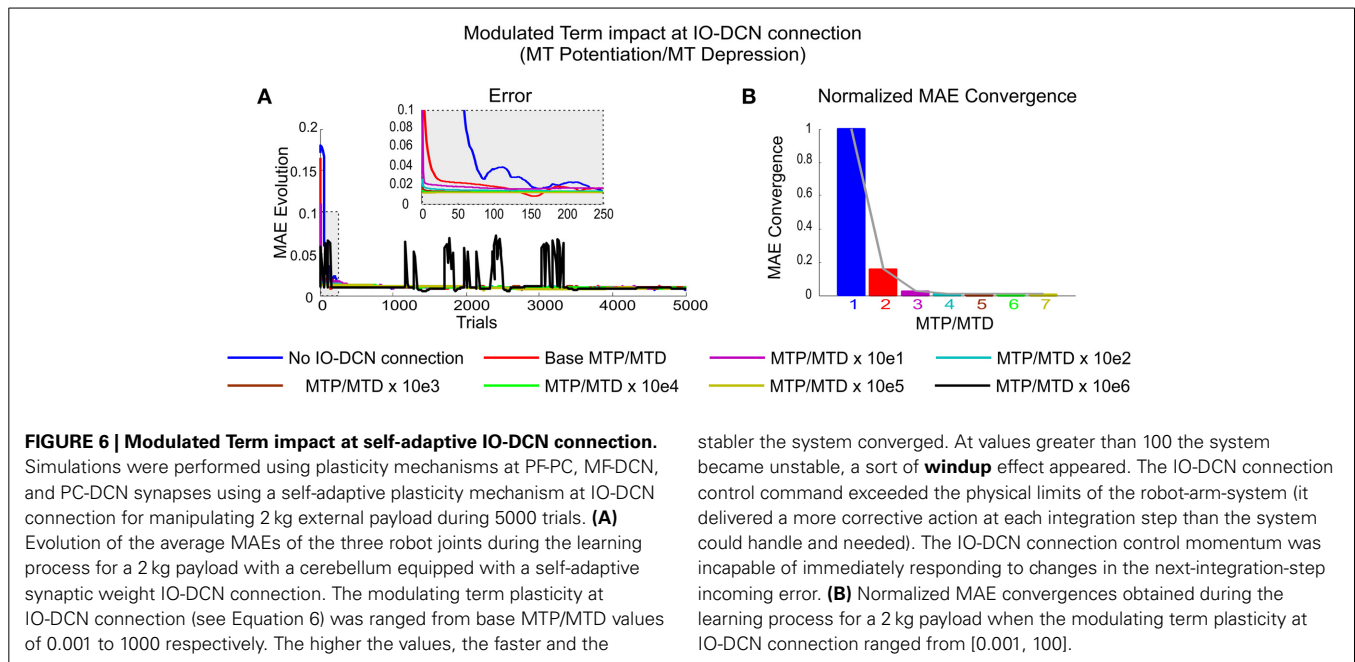 Modulated Term impact at IO-DCN connection
(MT Potentiation/MT Depression)
A
Error
MAE Evolution
0.2
0.15
0.1
0.05
0
0.1
0.08
0.06
0.04
0.02
0
0 50 100 150 200 250
0 1000 2000 3000 4000 5000
Trials
B
Normalized MAE Convergence
MAE Convergence
1
0.8
0.6
0.4
0.2
0
1 2 3 4 5 6 7
MTP/MTD
No IO-DCN connection Base MTP/MTD MTP/MTD x 10e1 MTP/MTD x 10e2
MTP/MTD x 10e3 MTP/MTD x 10e4 MTP/MTD x 10e5 MTP/MTD x 10e6
FIGURE 6 | Modulated Term impact at self-adaptive IO-DCN connection.
Simulations were performed using plasticity mechanisms at PF-PC, MF-DCN,
and PC-DCN synapses using a self-adaptive plasticity mechanism at IO-DCN
connection for manipulating 2 kg external payload during 5000 trials. (A)
Evolution of the average MAEs of the three robot joints during the learning
process for a 2 kg payload with a cerebellum equipped with a self-adaptive
synaptic weight IO-DCN connection. The modulating term plasticity at
IO-DCN connection (see Equation 6) was ranged from base MTP/MTD values
of 0.001 to 1000 respectively. The higher the values, the faster and the
stabler the system converged. At values greater than 100 the system
became unstable, a sort of windup effect appeared. The IO-DCN connection
control command exceeded the physical limits of the robot-arm-system (it
delivered a more corrective action at each integration step than the system
could handle and needed). The IO-DCN connection control momentum was
incapable of immediately responding to changes in the next-integration-step
incoming error. (B) Normalized MAE convergences obtained during the
learning process for a 2 kg payload when the modulating term plasticity at
IO-DCN connection ranged from [0.001, 100].